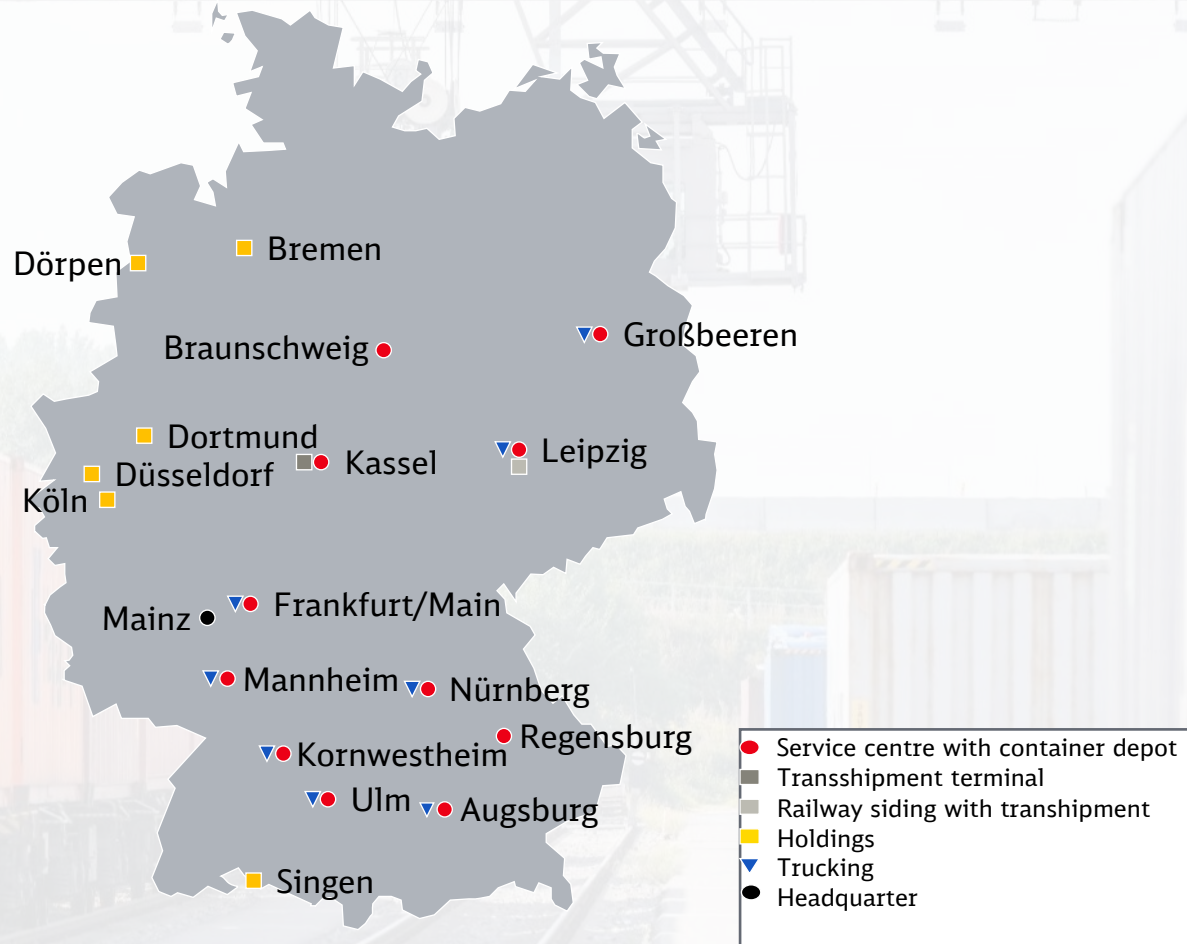 Bremen
Dörpen
Großbeeren
Braunschweig
Dortmund
Leipzig
Kassel
Düsseldorf
Köln
Frankfurt/Main
Mainz
Mannheim
Nürnberg
Regensburg
Kornwestheim
Ulm
Augsburg
Singen
Service centre with container depot
Transshipment terminal
Railway siding with transhipment
Holdings
Trucking
Headquarter